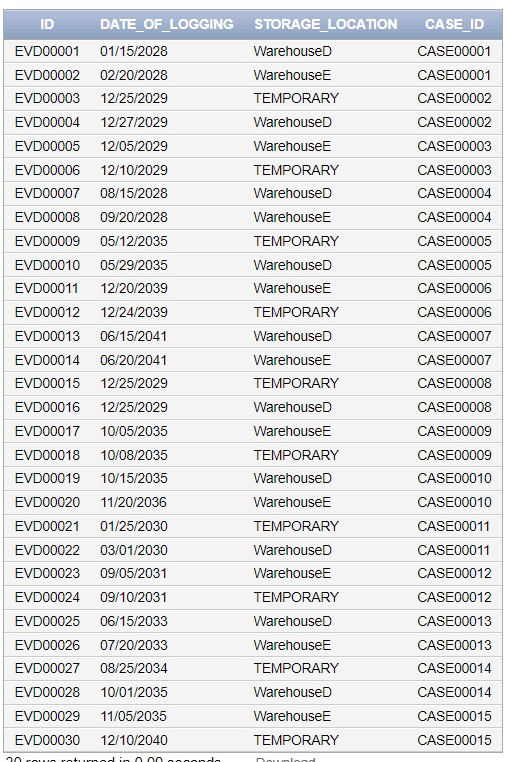 ID DATE_OF_LOGGING STORAGE_LOCATION CASE_ID
EVD00001 01/15/2028 WarehouseD CASE00001
EVD00002 02/20/2028 WarehouseE CASE00001
EVD00003 12/25/2029 TEMPORARY CASE00002
EVD00004 12/27/2029 WarehouseD CASE00002
EVD00005 12/05/2029 WarehouseE CASE00003
EVD00006 12/10/2029 TEMPORARY CASE00003
EVD00007 08/15/2028 WarehouseD CASE00004
EVD00008 09/20/2028 WarehouseE CASE00004
EVD00009 05/12/2035 TEMPORARY CASE00005
EVD00010 05/29/2035 WarehouseD CASE00005
EVD00011 12/20/2039 WarehouseE CASE00006
EVD00012 12/24/2039 TEMPORARY CASE00006
EVD00013 06/15/2041 WarehouseD CASE00007
EVD00014 06/20/2041 WarehouseE CASE00007
EVD00015 12/25/2029 TEMPORARY CASE00008
EVD00016 12/25/2029 WarehouseD CASE00008
EVD00017 10/05/2035 WarehouseE CASE00009
EVD00018 10/08/2035 TEMPORARY CASE00009
EVD00019 10/15/2035 WarehouseD CASE00010
EVD00020 11/20/2036 WarehouseE CASE00010
EVD00021 01/25/2030 TEMPORARY CASE00011
EVD00022 03/01/2030 WarehouseD CASE00011
EVD00023 09/05/2031 WarehouseE CASE00012
EVD00024 09/10/2031 TEMPORARY CASE00012
EVD00025 06/15/2033 WarehouseD CASE00013
EVD00026 07/20/2033 WarehouseE CASE00013
EVD00027 08/25/2034 TEMPORARY CASE00014
EVD00028 10/01/2035 WarehouseD CASE00014
EVD00029 11/05/2035 WarehouseE CASE00015
EVD00030 12/10/2040 TEMPORARY CASE00015
rows returned in 0.00 seconds Download